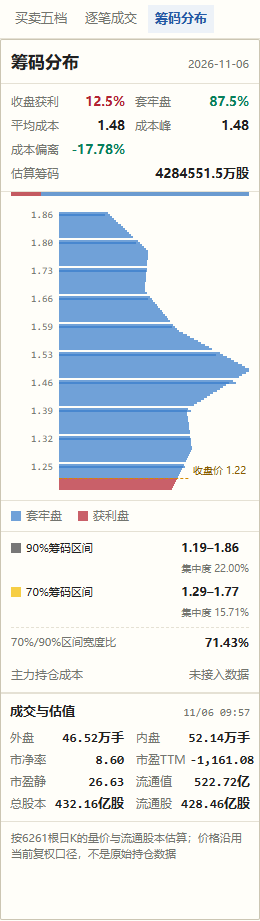 买卖五档 逐笔成交 筹码分布
筹码分布 2026-11-06
收盘获利 12.5% 套牢盘 87.5%
平均成本 1.48 成本峰 1.48
成本偏离 -17.78%
估算筹码 4284551.5万股
1.86
1.80
1.73
1.66
1.59
1.53
1.46
1.39
1.32
1.25
收盘价 1.22
套牢盘 获利盘
90%筹码区间 1.19–1.86
集中度 22.00%
70%筹码区间 1.29–1.77
集中度 15.71%
70%/90%区间宽度比 71.43%
主力持仓成本 未接入数据
成交与估值 11/06 09:57
外盘 46.52万手 内盘 52.14万手
市净率 8.60 市盈TTM -1,161.08
市盈静 26.63 流通值 522.72亿
总股本 432.16亿股 流通股 428.46亿股
按6261根日K的量价与流通股本估算；价格沿用
当前复权口径，不是原始持仓数据